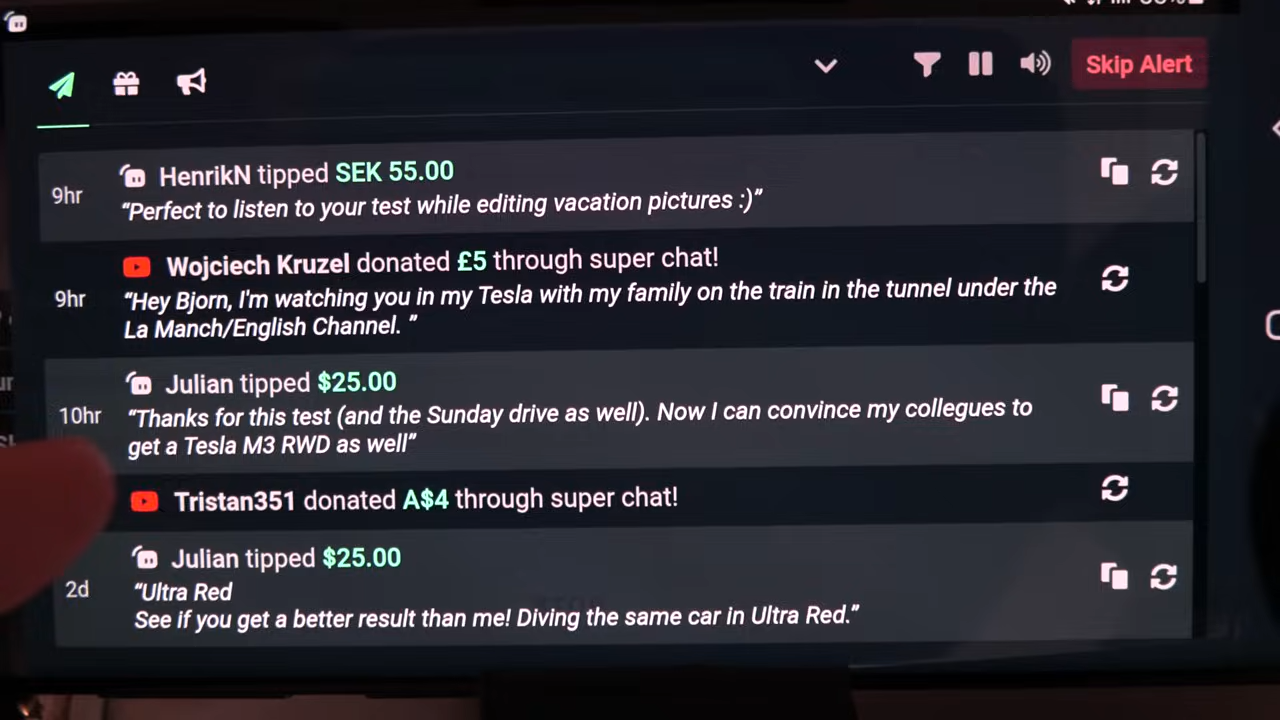 Skip Alert
HenrikN tipped SEK 55.00
9hr
“Perfect to listen to your test while editing vacation pictures :)”
Wojciech Kruzel donated £5 through super chat!
9hr
“Hey Bjorn, I'm watching you in my Tesla with my family on the train in the tunnel under the
La Manch/English Channel. ”
Julian tipped $25.00
10hr
“Thanks for this test (and the Sunday drive as well). Now I can convince my collegues to
get a Tesla M3 RWD as well”
Tristan351 donated A$4 through super chat!
Julian tipped $25.00
2d
“Ultra Red
See if you get a better result than me! Diving the same car in Ultra Red.”